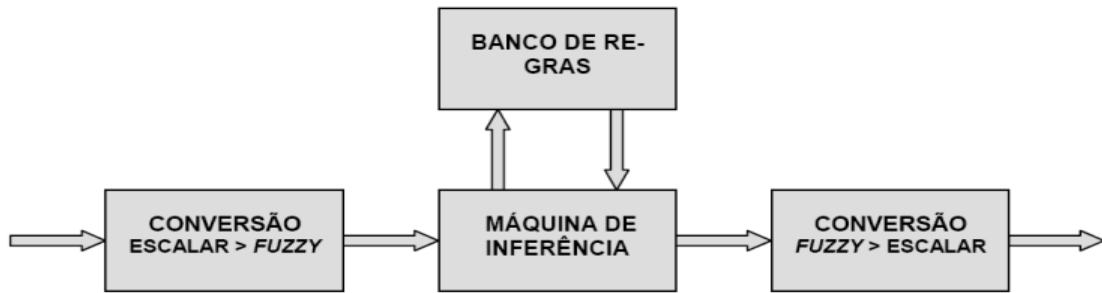 BANCO DE RE-
GRAS
CONVERSÃO
ESCALAR > FUZZY
MÁQUINA DE
INFERÊNCIA
CONVERSÃO
FUZZY > ESCALAR